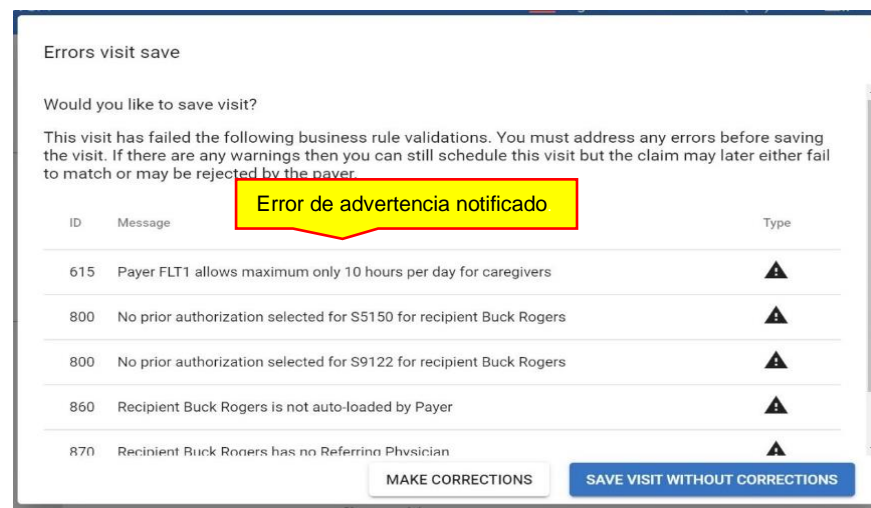 Errors visit save
Would you like to save visit?
This visit has failed the following business rule validations. You must address any errors before saving
the visit. If there are any warnings then you can still schedule this visit but the claim may later either fail
to match or may be rejected by the payer.
Error de advertencia notificado
ID Message Type
615 Payer FLT1 allows maximum only 10 hours per day for caregivers
800 No prior authorization selected for S5150 for recipient Buck Rogers
800 No prior authorization selected for S9122 for recipient Buck Rogers
860 Recipient Buck Rogers is not auto-loaded by Payer
870 Recipient Buck Rogers has no Referring Physician
MAKE CORRECTIONS SAVE VISIT WITHOUT CORRECTIONS